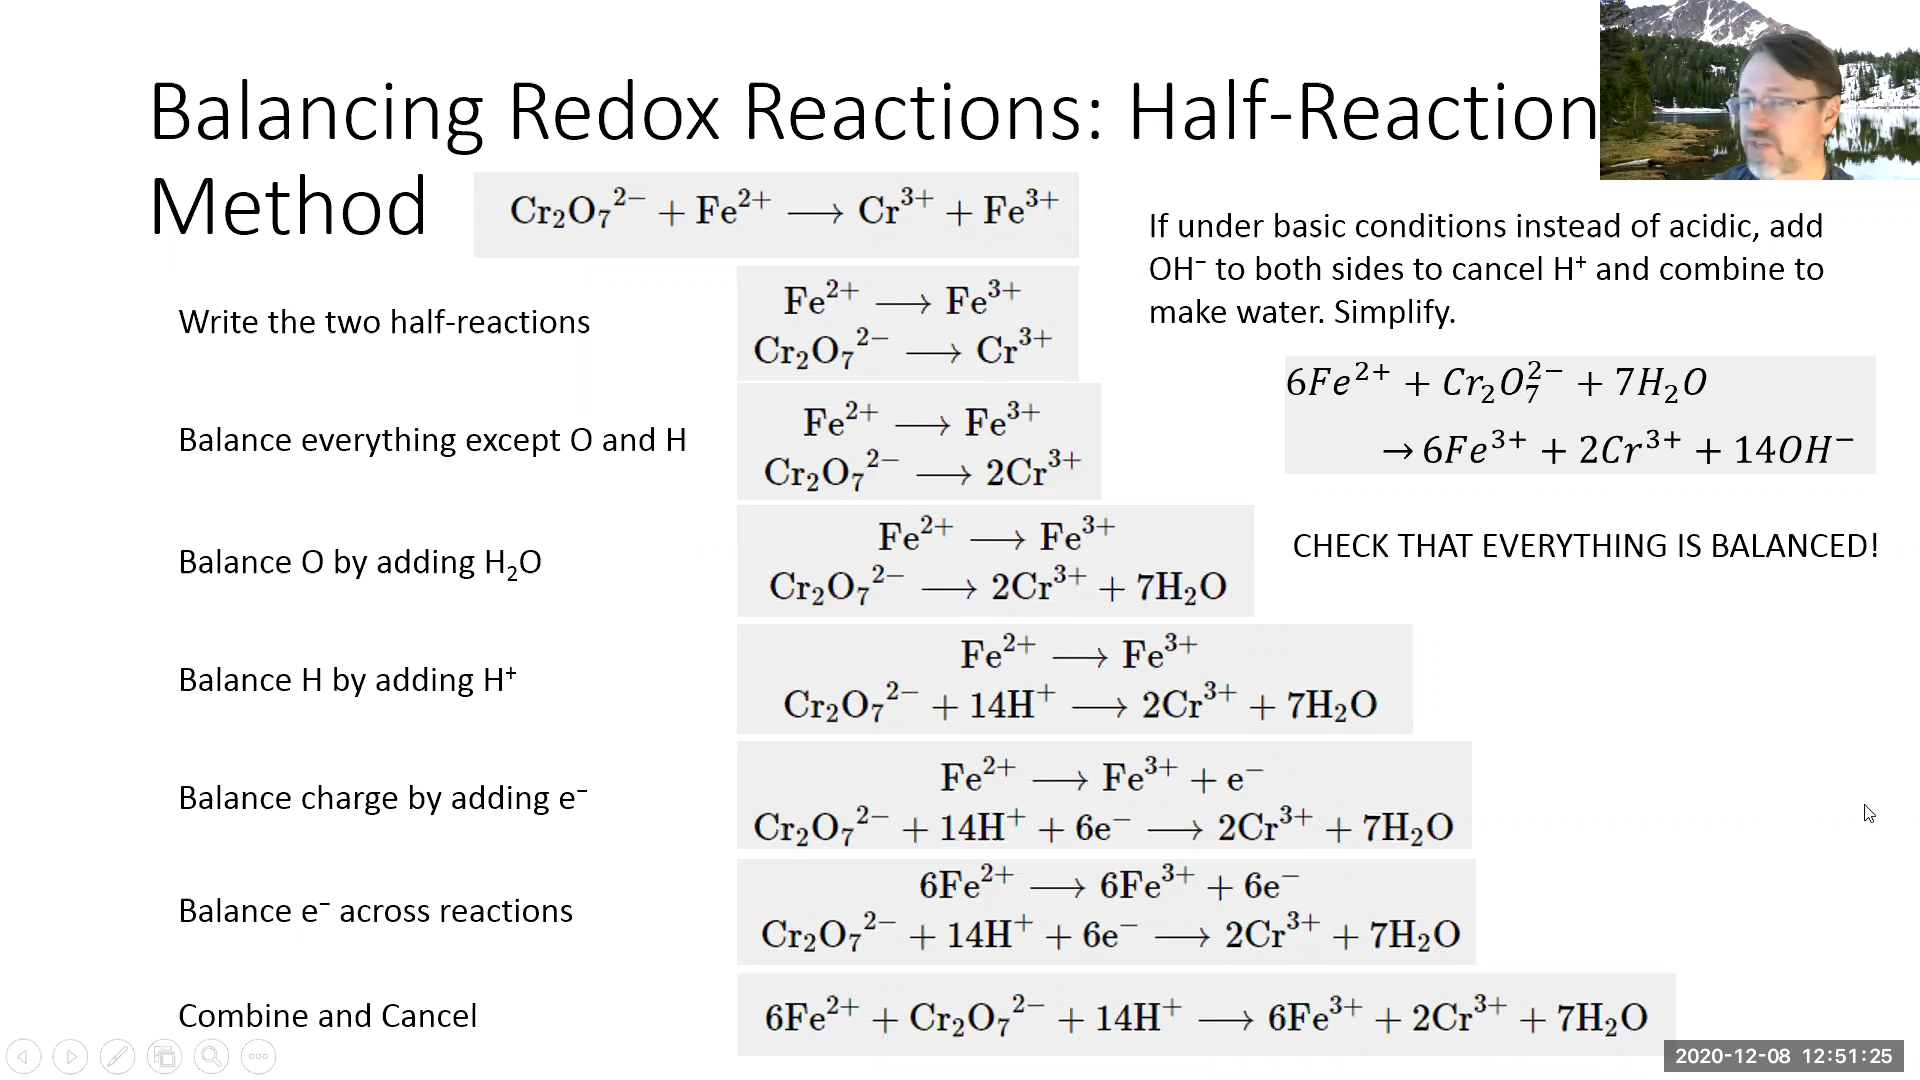 Balancing Redox Reactions: Half-Reaction
Method
Cr₂O₇²⁻ + Fe²⁺ ⟶ Cr³⁺ + Fe³⁺
If under basic conditions instead of acidic, add
OH⁻ to both sides to cancel H⁺ and combine to
make water. Simplify.
6Fe²⁺ + Cr₂O₇²⁻ + 7H₂O
→ 6Fe³⁺ + 2Cr³⁺ + 14OH⁻
CHECK THAT EVERYTHING IS BALANCED!
Write the two half-reactions
Fe²⁺ ⟶ Fe³⁺
Cr₂O₇²⁻ ⟶ Cr³⁺
Balance everything except O and H
Fe²⁺ ⟶ Fe³⁺
Cr₂O₇²⁻ ⟶ 2Cr³⁺
Balance O by adding H₂O
Fe²⁺ ⟶ Fe³⁺
Cr₂O₇²⁻ ⟶ 2Cr³⁺ + 7H₂O
Balance H by adding H⁺
Fe²⁺ ⟶ Fe³⁺
Cr₂O₇²⁻ + 14H⁺ ⟶ 2Cr³⁺ + 7H₂O
Balance charge by adding e⁻
Fe²⁺ ⟶ Fe³⁺ + e⁻
Cr₂O₇²⁻ + 14H⁺ + 6e⁻ ⟶ 2Cr³⁺ + 7H₂O
Balance e⁻ across reactions
6Fe²⁺ ⟶ 6Fe³⁺ + 6e⁻
Cr₂O₇²⁻ + 14H⁺ + 6e⁻ ⟶ 2Cr³⁺ + 7H₂O
Combine and Cancel
6Fe²⁺ + Cr₂O₇²⁻ + 14H⁺ ⟶ 6Fe³⁺ + 2Cr³⁺ + 7H₂O
2020-12-08 12:51:25